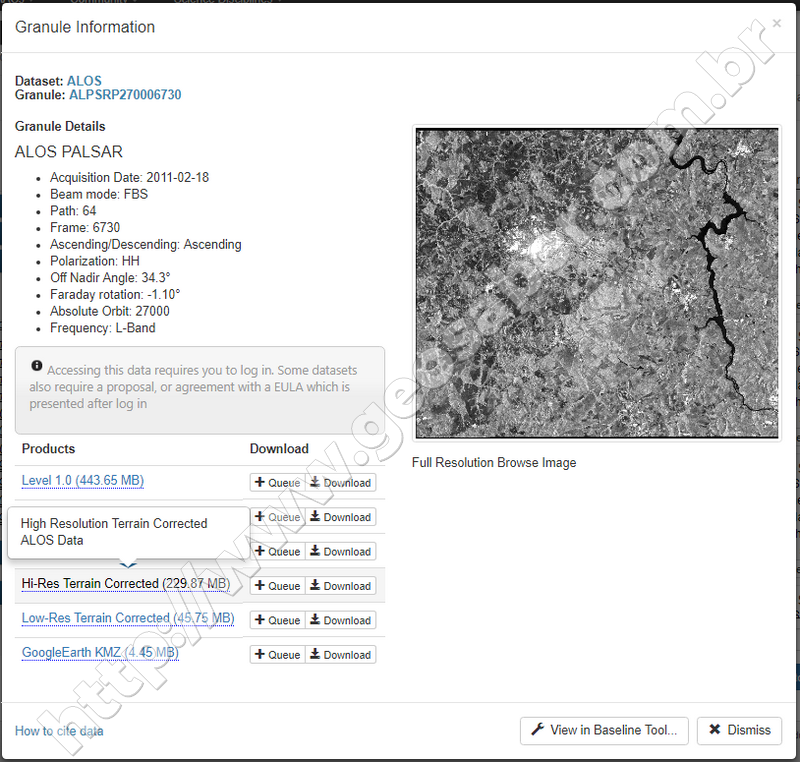 Granule Information
×
Dataset: ALOS
Granule: ALPSRP270006730
Granule Details
ALOS PALSAR
Acquisition Date: 2011-02-18
Beam mode: FBS
Path: 64
Frame: 6730
Ascending/Descending: Ascending
Polarization: HH
Off Nadir Angle: 34.3°
Faraday rotation: -1.10°
Absolute Orbit: 27000
Frequency: L-Band
Accessing this data requires you to log in. Some datasets
also require a proposal, or agreement with a EULA which is
presented after log in
Full Resolution Browse Image
Products Download
Level 1.0 (443.65 MB) Queue Download
Queue Download
High Resolution Terrain Corrected
ALOS Data
Queue Download
Hi-Res Terrain Corrected (229.87 MB) Queue Download
Low-Res Terrain Corrected (45.75 MB) Queue Download
GoogleEarth KMZ (4.45 MB) Queue Download
How to cite data
View in Baseline Tool...
Dismiss
http://www.geosaber.com.br